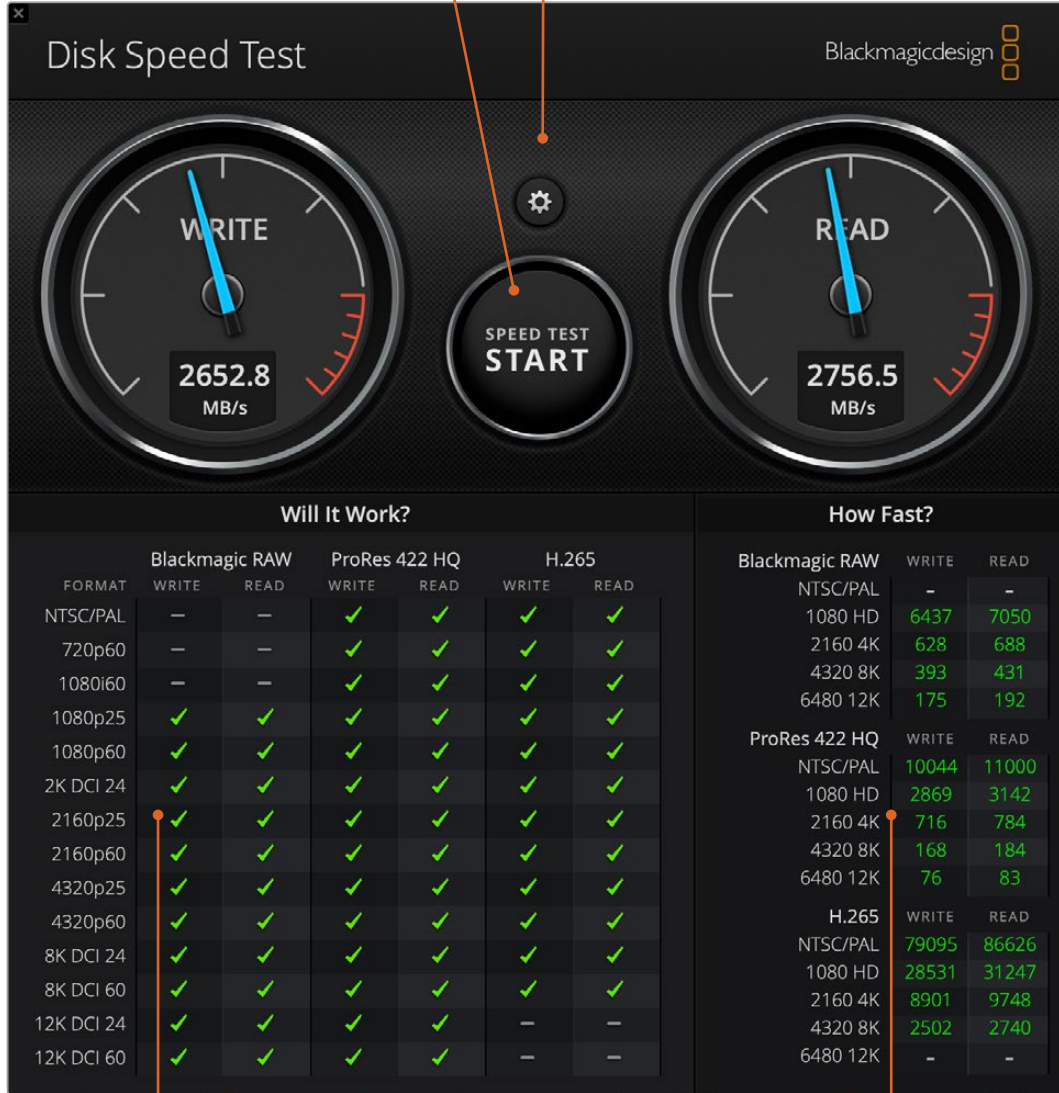 Disk Speed Test
Blackmagicdesign
WRITE
2652.8
MB/s
SPEED TEST
START
READ
2756.5
MB/s
Will It Work?
Blackmagic RAW ProRes 422 HQ H.265
FORMAT WRITE READ WRITE READ WRITE READ
NTSC/PAL – – ✓ ✓ ✓ ✓
720p60 – – ✓ ✓ ✓ ✓
1080i60 – – ✓ ✓ ✓ ✓
1080p25 ✓ ✓ ✓ ✓ ✓ ✓
1080p60 ✓ ✓ ✓ ✓ ✓ ✓
2K DCI 24 ✓ ✓ ✓ ✓ ✓ ✓
2160p25 ✓ ✓ ✓ ✓ ✓ ✓
2160p60 ✓ ✓ ✓ ✓ ✓ ✓
4320p25 ✓ ✓ ✓ ✓ ✓ ✓
4320p60 ✓ ✓ ✓ ✓ ✓ ✓
8K DCI 24 ✓ ✓ ✓ ✓ ✓ ✓
8K DCI 60 ✓ ✓ ✓ ✓ ✓ ✓
12K DCI 24 ✓ ✓ ✓ ✓ – –
12K DCI 60 ✓ ✓ ✓ ✓ – –
How Fast?
Blackmagic RAW WRITE READ
NTSC/PAL - -
1080 HD 6437 7050
2160 4K 628 688
4320 8K 393 431
6480 12K 175 192
ProRes 422 HQ WRITE READ
NTSC/PAL 10044 11000
1080 HD 2869 3142
2160 4K 716 784
4320 8K 168 184
6480 12K 76 83
H.265 WRITE READ
NTSC/PAL 79095 86626
1080 HD 28531 31247
2160 4K 8901 9748
4320 8K 2502 2740
6480 12K - -